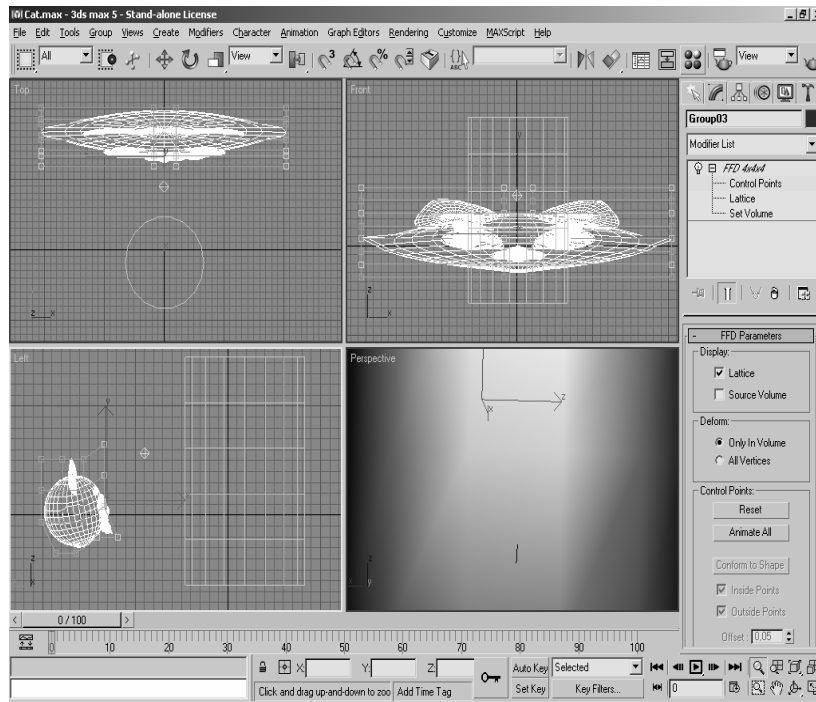 Cat.max - 3ds max 5 - Stand-alone License
File Edit Tools Group Views Create Modifiers Character Animation Graph Editors Rendering Customize MAXScript Help
All View 3 % ABC View
Top
Front
Group03
Modifier List
FFD 4x4x4
Control Points
Lattice
Set Volume
y
z x
z x
Left
Perspective
- FFD Parameters
Display:
Lattice
Source Volume
Deform:
Only In Volume
All Vertices
Control Points:
Reset
Animate All
Conform to Shape
Inside Points
Outside Points
Offset : 0,05
x z
z
z
y
< 0 / 100 >
0 10 20 30 40 50 60 70 80 90 100
X: Y: Z: Auto Key Selected
Click and drag up-and-down to zoo Add Time Tag Set Key Key Filters... 0